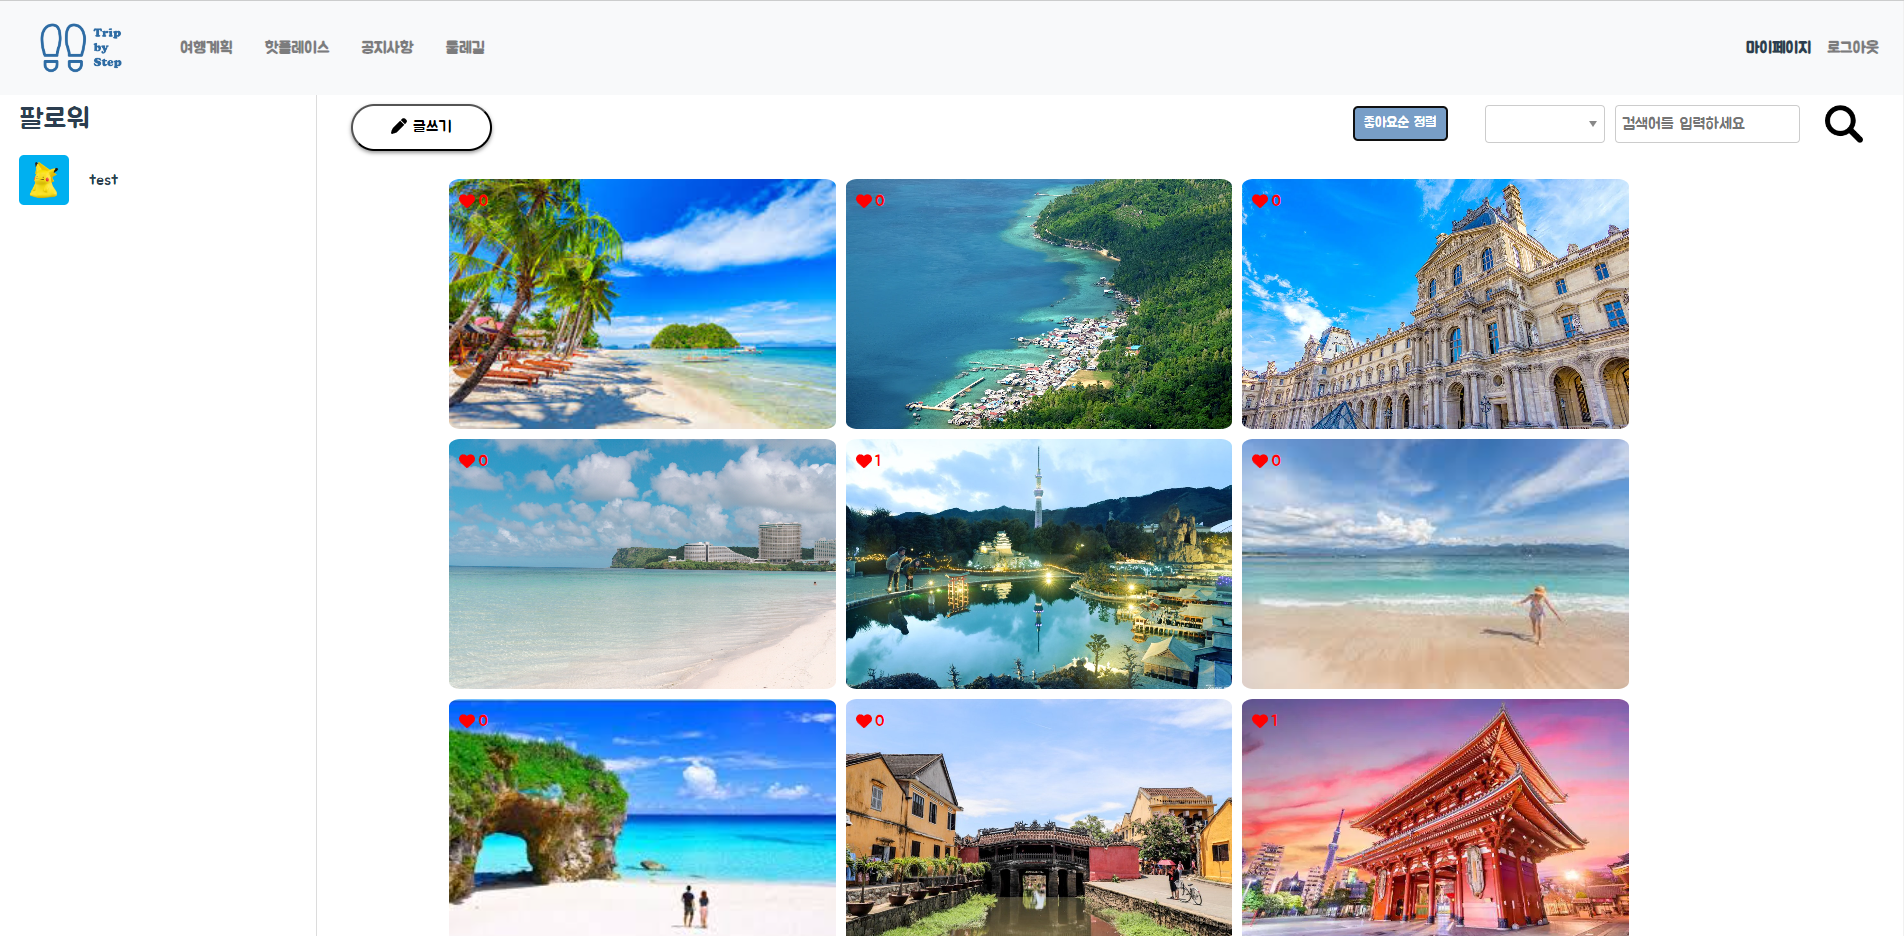 Trip
by
Step
여행계획 핫플레이스 공지사항 둘레길
마이페이지 로그아웃
팔로워
test
글쓰기
좋아요순 정렬
검색어를 입력하세요
0
0
0
0
1
0
0
0
1